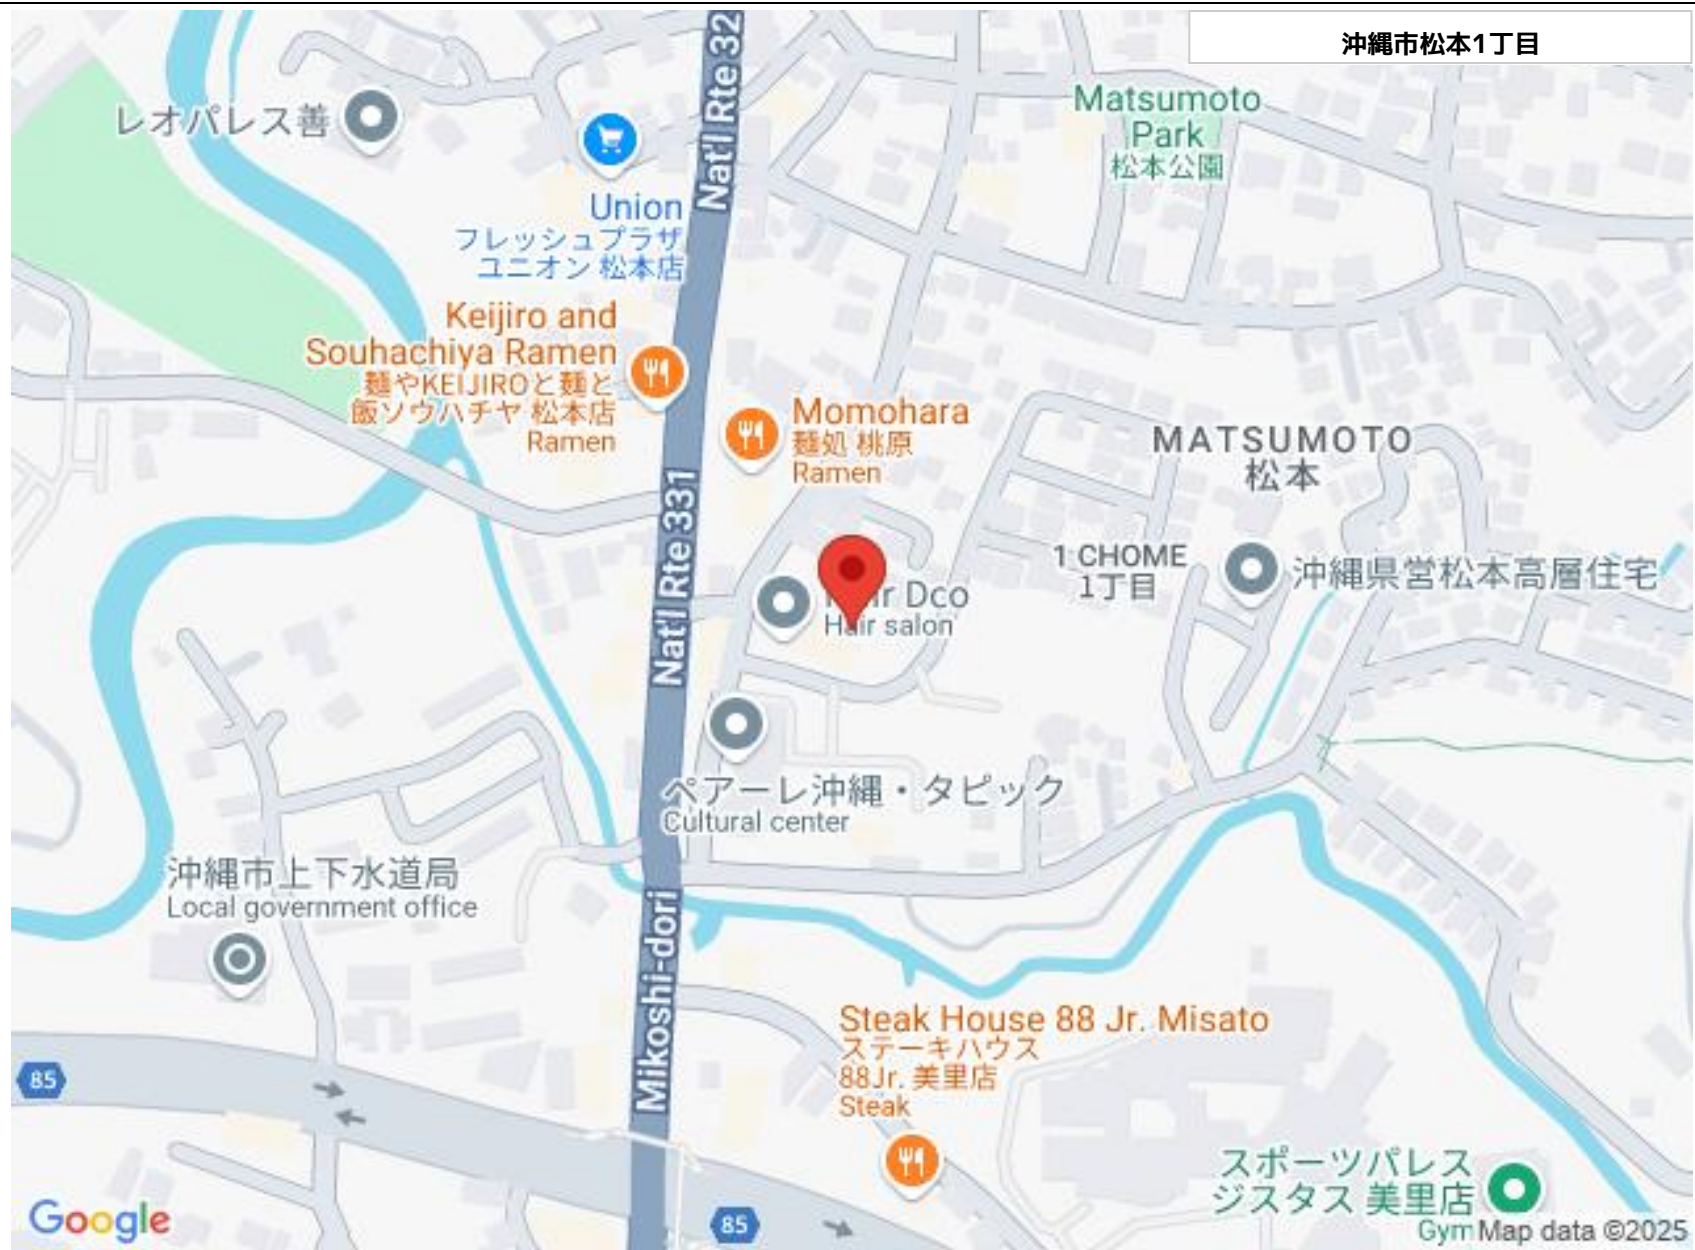 沖縄市松本1丁目
Nat'l Rte 32
レオパレス善
Matsumoto
Park
松本公園
Union
フレッシュプラザ
ユニオン 松本店
Keijiro and
Souhachiya Ramen
麺やKEIJIROと麺と
飯ソウハチヤ 松本店
Ramen
Momohara
麺処 桃原
Ramen
MATSUMOTO
松本
Nat'l Rte 331
1 CHOME
1丁目
沖縄県営松本高層住宅
Dco
Hair salon
ペアーレ沖縄・タピック
Cultural center
沖縄市上下水道局
Local government office
Mikoshi-dori
Steak House 88 Jr. Misato
ステーキハウス
88Jr. 美里店
Steak
85
スポーツパレス
ジスタス 美里店
Gym
85
Google
Map data ©2025